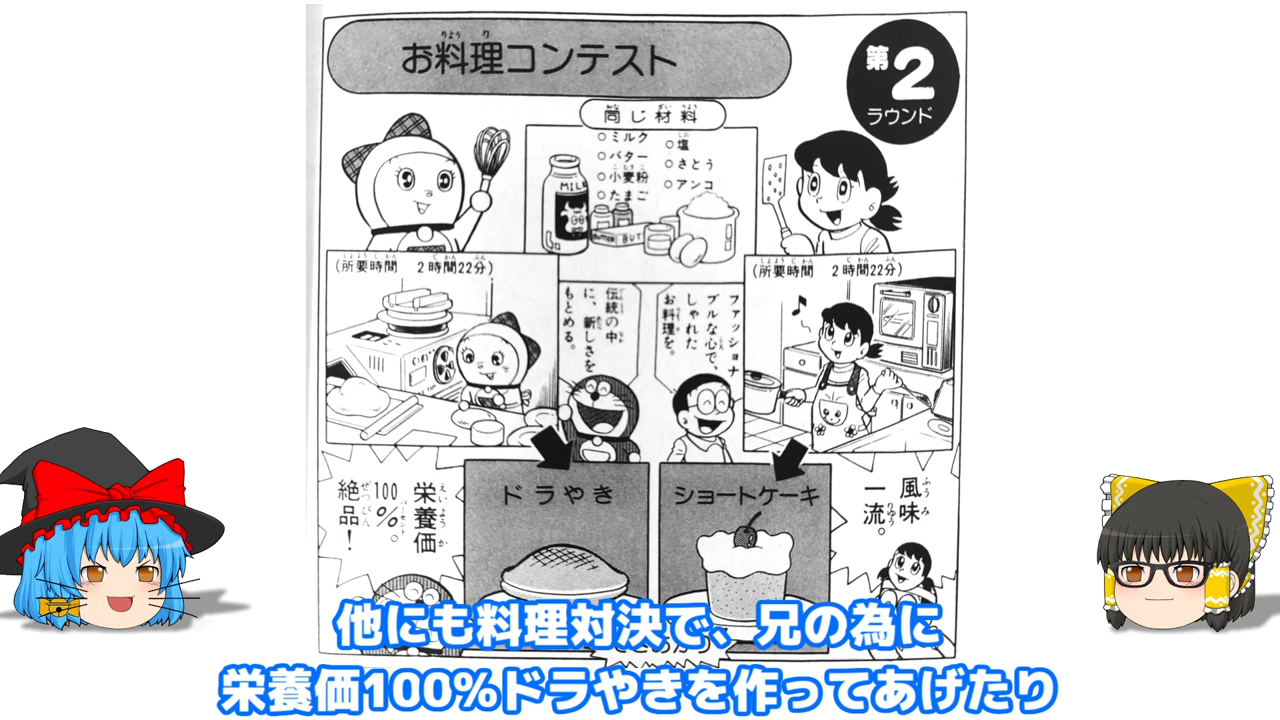 お料理コンテスト
第2
ラウンド
同じ材料
○ミルク
○バター
○小麦粉
○たまご
○塩
○さとう
○アンコ
MILK
BUTTER
(所要時間 2時間22分)
(所要時間 2時間22分)
伝統の中
に、新しさを
もとめる。
ファッショナ
ブルな心で、
しゃれた
お料理を。
栄養価
100%。
絶品!
ドラやき
ショートケーキ
風味
一流。
他にも料理対決で、兄の為に
栄養価100%ドラやきを作ってあげたり